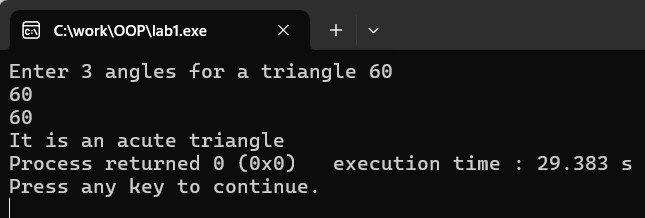 C:\work\OOP\lab1.exe
Enter 3 angles for a triangle 60
60
60
It is an acute triangle
Process returned 0 (0x0)   execution time : 29.383 s
Press any key to continue.